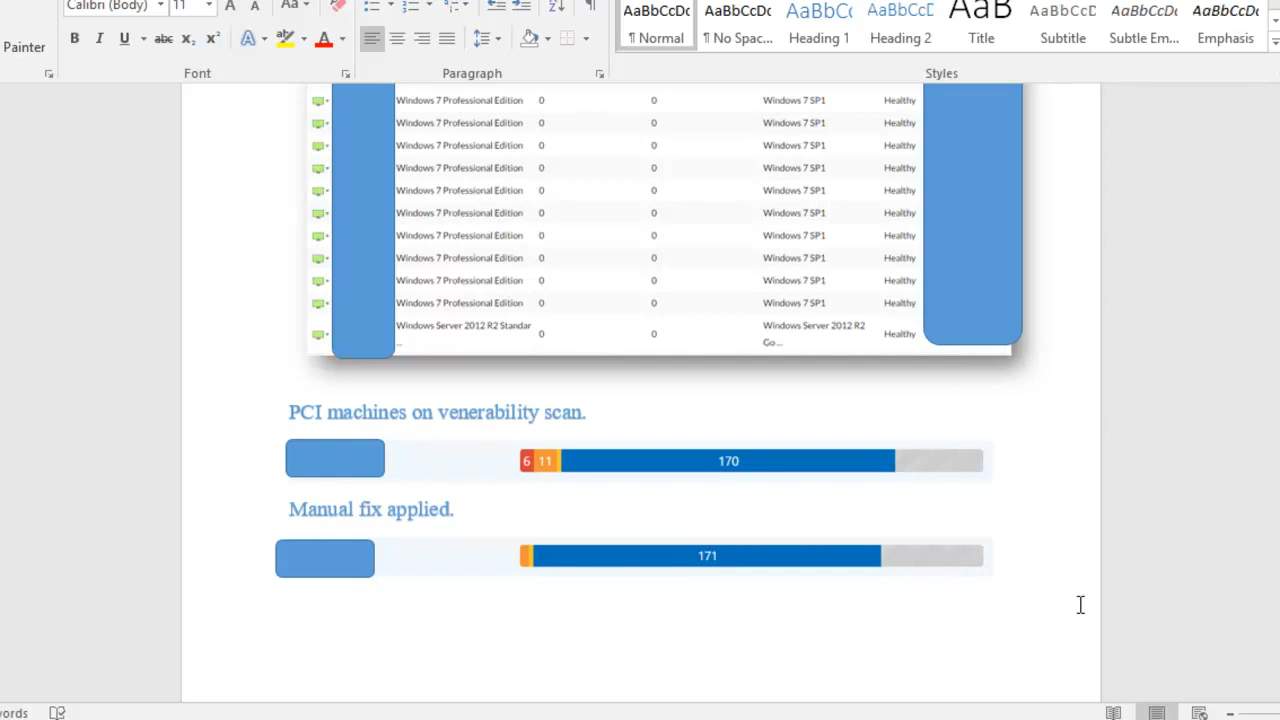 Calibri (Body) 11 A A Aa
AaBbCcDc AaBbCcDc AaBbCc AaBbCcD AaB AaBbCcD AaBbCcDc AaBbCcDc
Painter B I U abc X₂ X² A ab A
¶ Normal ¶ No Spac... Heading 1 Heading 2 Title Subtitle Subtle Em... Emphasis
Font Paragraph Styles
Windows 7 Professional Edition 0 0 Windows 7 SP1 Healthy
Windows 7 Professional Edition 0 0 Windows 7 SP1 Healthy
Windows 7 Professional Edition 0 0 Windows 7 SP1 Healthy
Windows 7 Professional Edition 0 0 Windows 7 SP1 Healthy
Windows 7 Professional Edition 0 0 Windows 7 SP1 Healthy
Windows 7 Professional Edition 0 0 Windows 7 SP1 Healthy
Windows 7 Professional Edition 0 0 Windows 7 SP1 Healthy
Windows 7 Professional Edition 0 0 Windows 7 SP1 Healthy
Windows 7 Professional Edition 0 0 Windows 7 SP1 Healthy
Windows 7 Professional Edition 0 0 Windows 7 SP1 Healthy
Windows Server 2012 R2 Standar ... 0 0 Windows Server 2012 R2 Go ... Healthy
PCI machines on venerability scan.
6 11 170
Manual fix applied.
171
ords